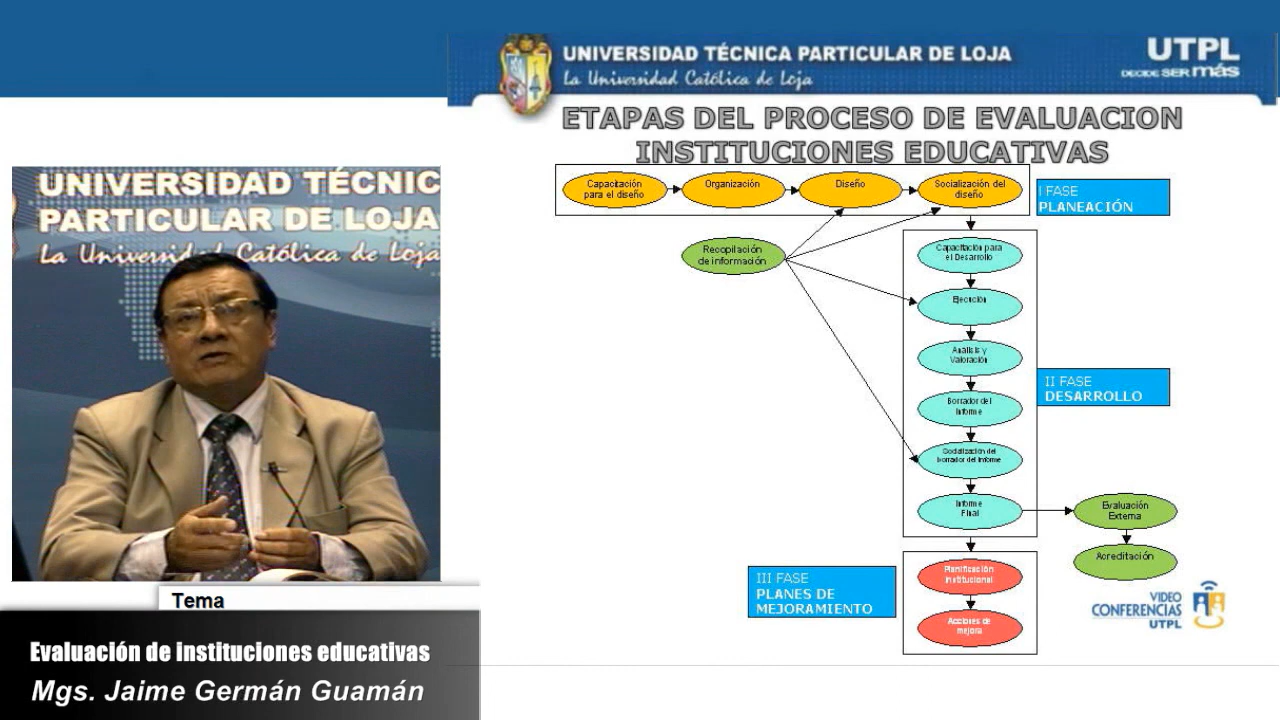 UNIVERSIDAD TÉCNICA PARTICULAR DE LOJA
La Universidad Católica de Loja
UTPL
DECIDE SER más
ETAPAS DEL PROCESO DE EVALUACION
INSTITUCIONES EDUCATIVAS
Capacitación
para el diseño
Organización
Diseño
Socialización del
diseño
I FASE
PLANEACIÓN
Recopilación
de información
Capacitación para
el Desarrollo
Ejecución
Análisis y
Valoración
Borrador del
Informe
Socialización del
borrador del informe
Informe
Final
II FASE
DESARROLLO
Evaluación
Externa
Acreditación
III FASE
PLANES DE
MEJORAMIENTO
Planificación
institucional
Acciones de
mejora
VIDEO
CONFERENCIAS
UTPL
UNIVERSIDAD TÉCNIC
PARTICULAR DE LOJA
La Universidad Católica de Loja
Tema
Evaluación de instituciones educativas
Mgs. Jaime Germán Guamán